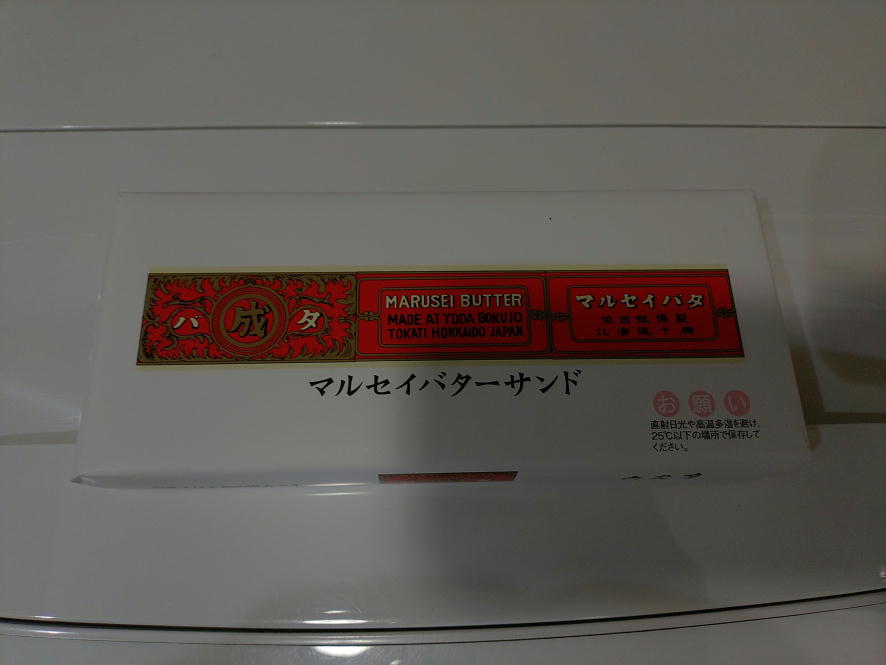 バ 成 タ
MARUSEI BUTTER
MADE AT YODA BOKUJO
TOKATI HOKKAIDO JAPAN
マルセイバタ
依田牧場製
北海道十勝
マルセイバターサンド
お願い
直射日光や高温多湿を避け、
25℃以下の場所で保存して
ください。